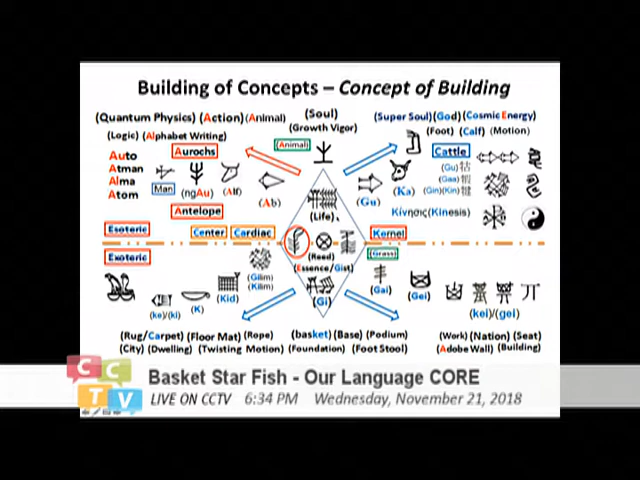 Building of Concepts – Concept of Building
(Quantum Physics) (Action) (Animal) (Soul) (Super Soul) (God) (Cosmic Energy)
(Growth Vigor) (Foot) (Calf) (Motion)
(Logic) (Alphabet Writing)
(Animal)
Aurochs
Cattle
Auto
Atman
Alma
Atom
Man
(ngAu)
(Alf)
(Ab)
(Gu)
(Ka)
(Gu)
(Gaa)
(Gin)(Kin)
Κίνησις(Kinesis)
Antelope
(Life)
Esoteric
Center
Cardiac
Kernel
Exoteric
(Reed)
Grass
(Essence/Gist)
(Gilim)
(Kilim)
(ke)/(ki)
(K)
(Kid)
(Gi)
(Gai)
(Gei)
(kei)/(gei)
(Rug/Carpet) (Floor Mat) (Rope) (basket) (Base) (Podium) (Work) (Nation) (Seat)
(City) (Dwelling) (Twisting Motion) (Foundation) (Foot Stool) (Adobe Wall) (Building)
CCTV
Basket Star Fish - Our Language CORE
LIVE ON CCTV 6:34 PM Wednesday, November 21, 2018